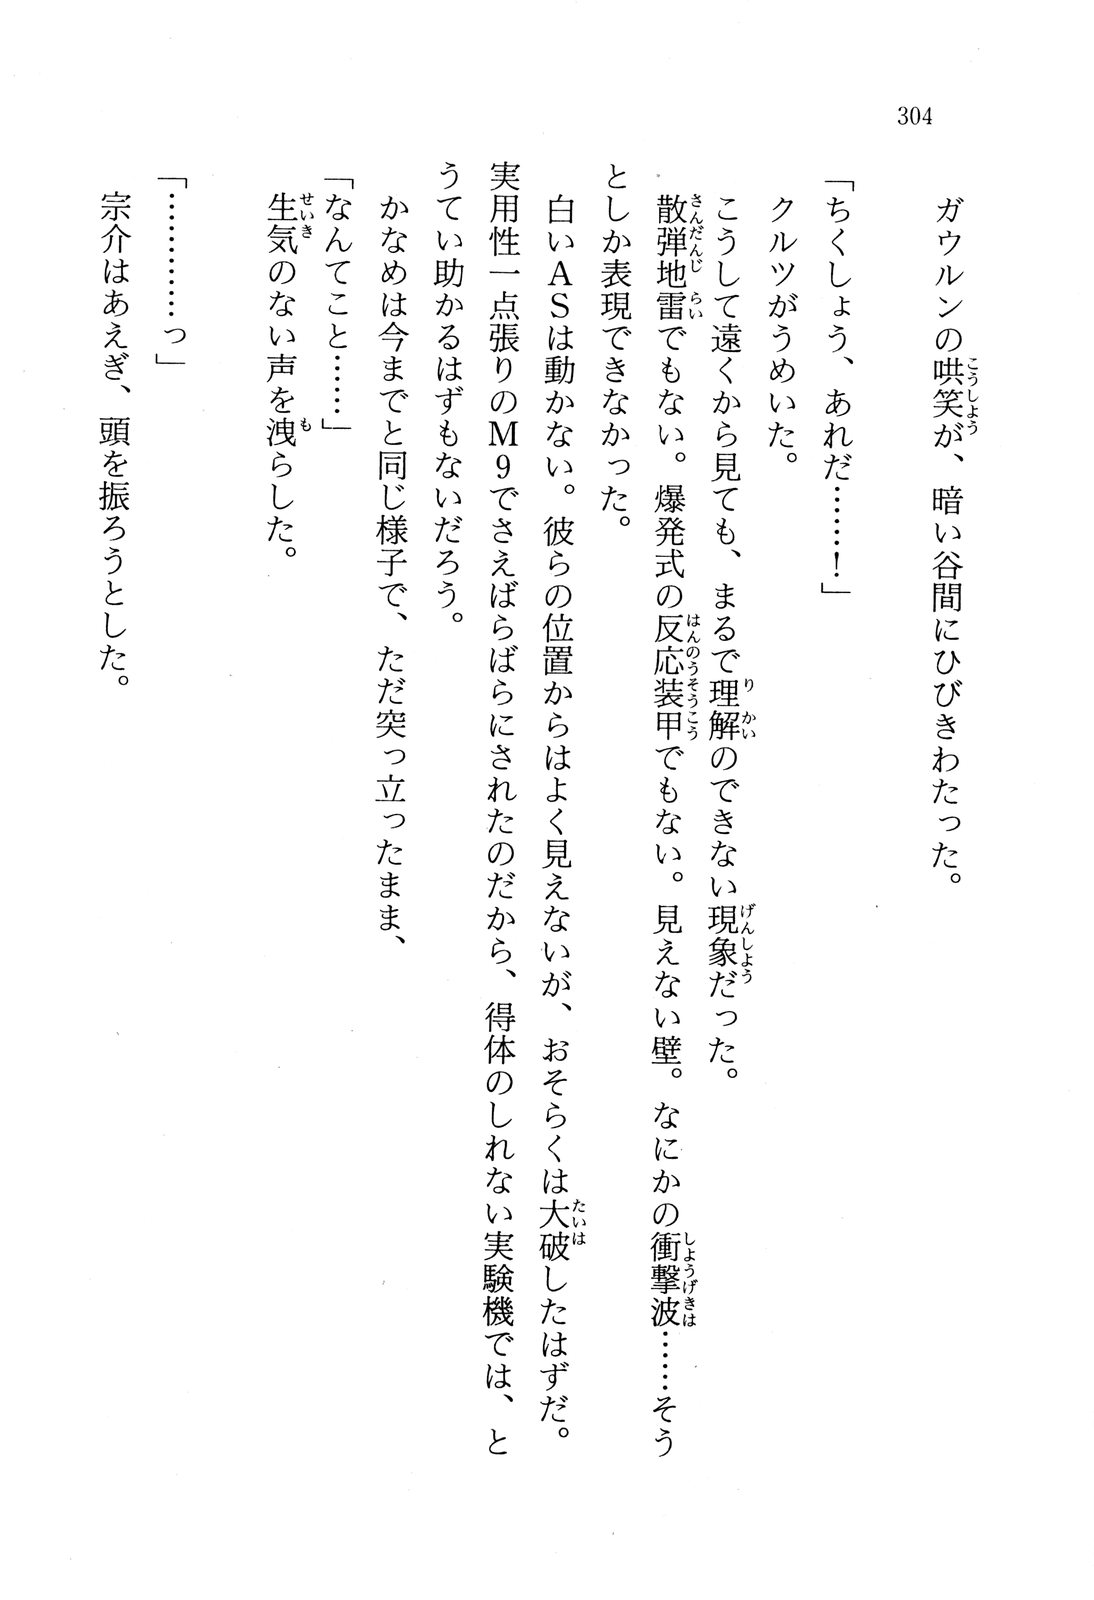 304
ガウルンの哄笑が、暗い谷間にひびきわたった。
「ちくしょう、あれだ……！」
クルツがうめいた。
こうして遠くから見ても、まるで理解のできない現象だった。
散弾地雷でもない。爆発式の反応装甲でもない。見えない壁。なにかの衝撃波……そう
としか表現できなかった。
白いＡＳは動かない。彼らの位置からはよく見えないが、おそらくは大破したはずだ。
実用性一点張りのＭ９でさえばらばらにされたのだから、得体のしれない実験機では、と
うてい助かるはずもないだろう。
かなめは今までと同じ様子で、ただ突っ立ったまま、
「なんてこと……」
生気のない声を洩らした。
「…………っ」
宗介はあえぎ、頭を振ろうとした。